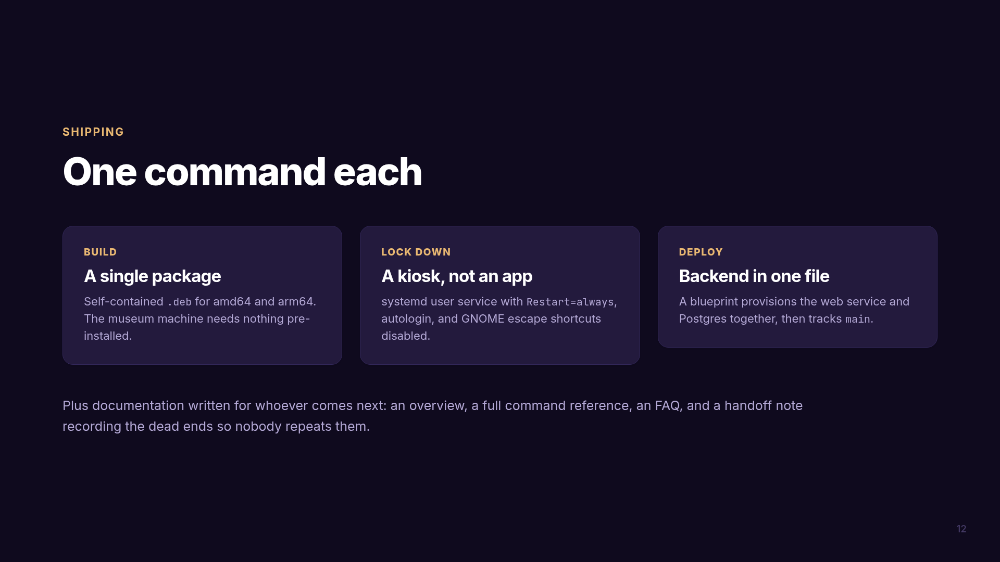 SHIPPING
One command each
BUILD
A single package
Self-contained .deb for amd64 and arm64.
The museum machine needs nothing pre-
installed.
LOCK DOWN
A kiosk, not an app
systemd user service with Restart=always,
autologin, and GNOME escape shortcuts
disabled.
DEPLOY
Backend in one file
A blueprint provisions the web service and
Postgres together, then tracks main.
Plus documentation written for whoever comes next: an overview, a full command reference, an FAQ, and a handoff note
recording the dead ends so nobody repeats them.
12